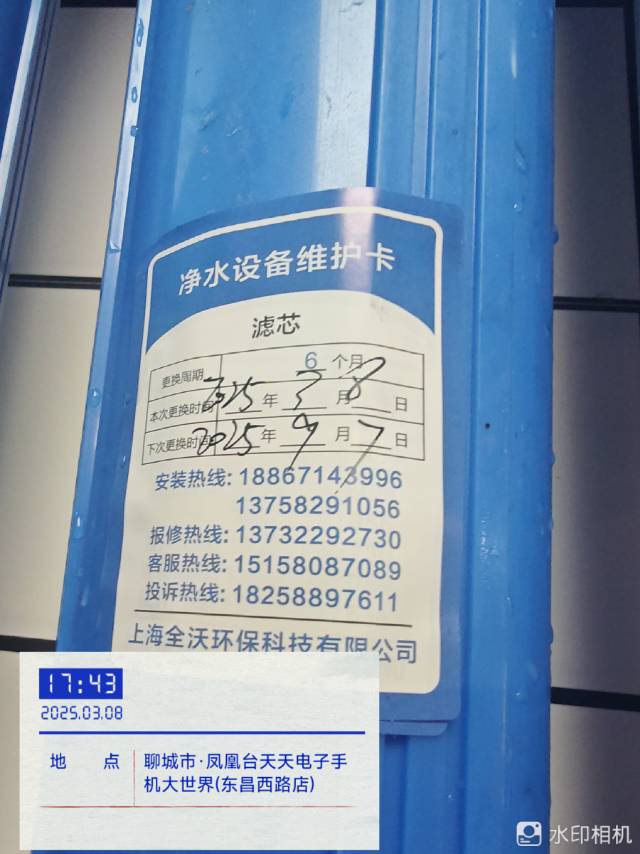 净水设备维护卡
滤芯
更换周期 6 个月
本次更换时间 2025 年 3 月 8 日
下次更换时间 2025 年 9 月 7 日
安装热线: 18867143996
13758291056
报修热线: 13732292730
客服热线: 15158087089
投诉热线: 18258897611
上海全沃环保科技有限公司
17:43
2025.03.08
地 点 聊城市·凤凰台天天电子手
机大世界(东昌西路店)
水印相机